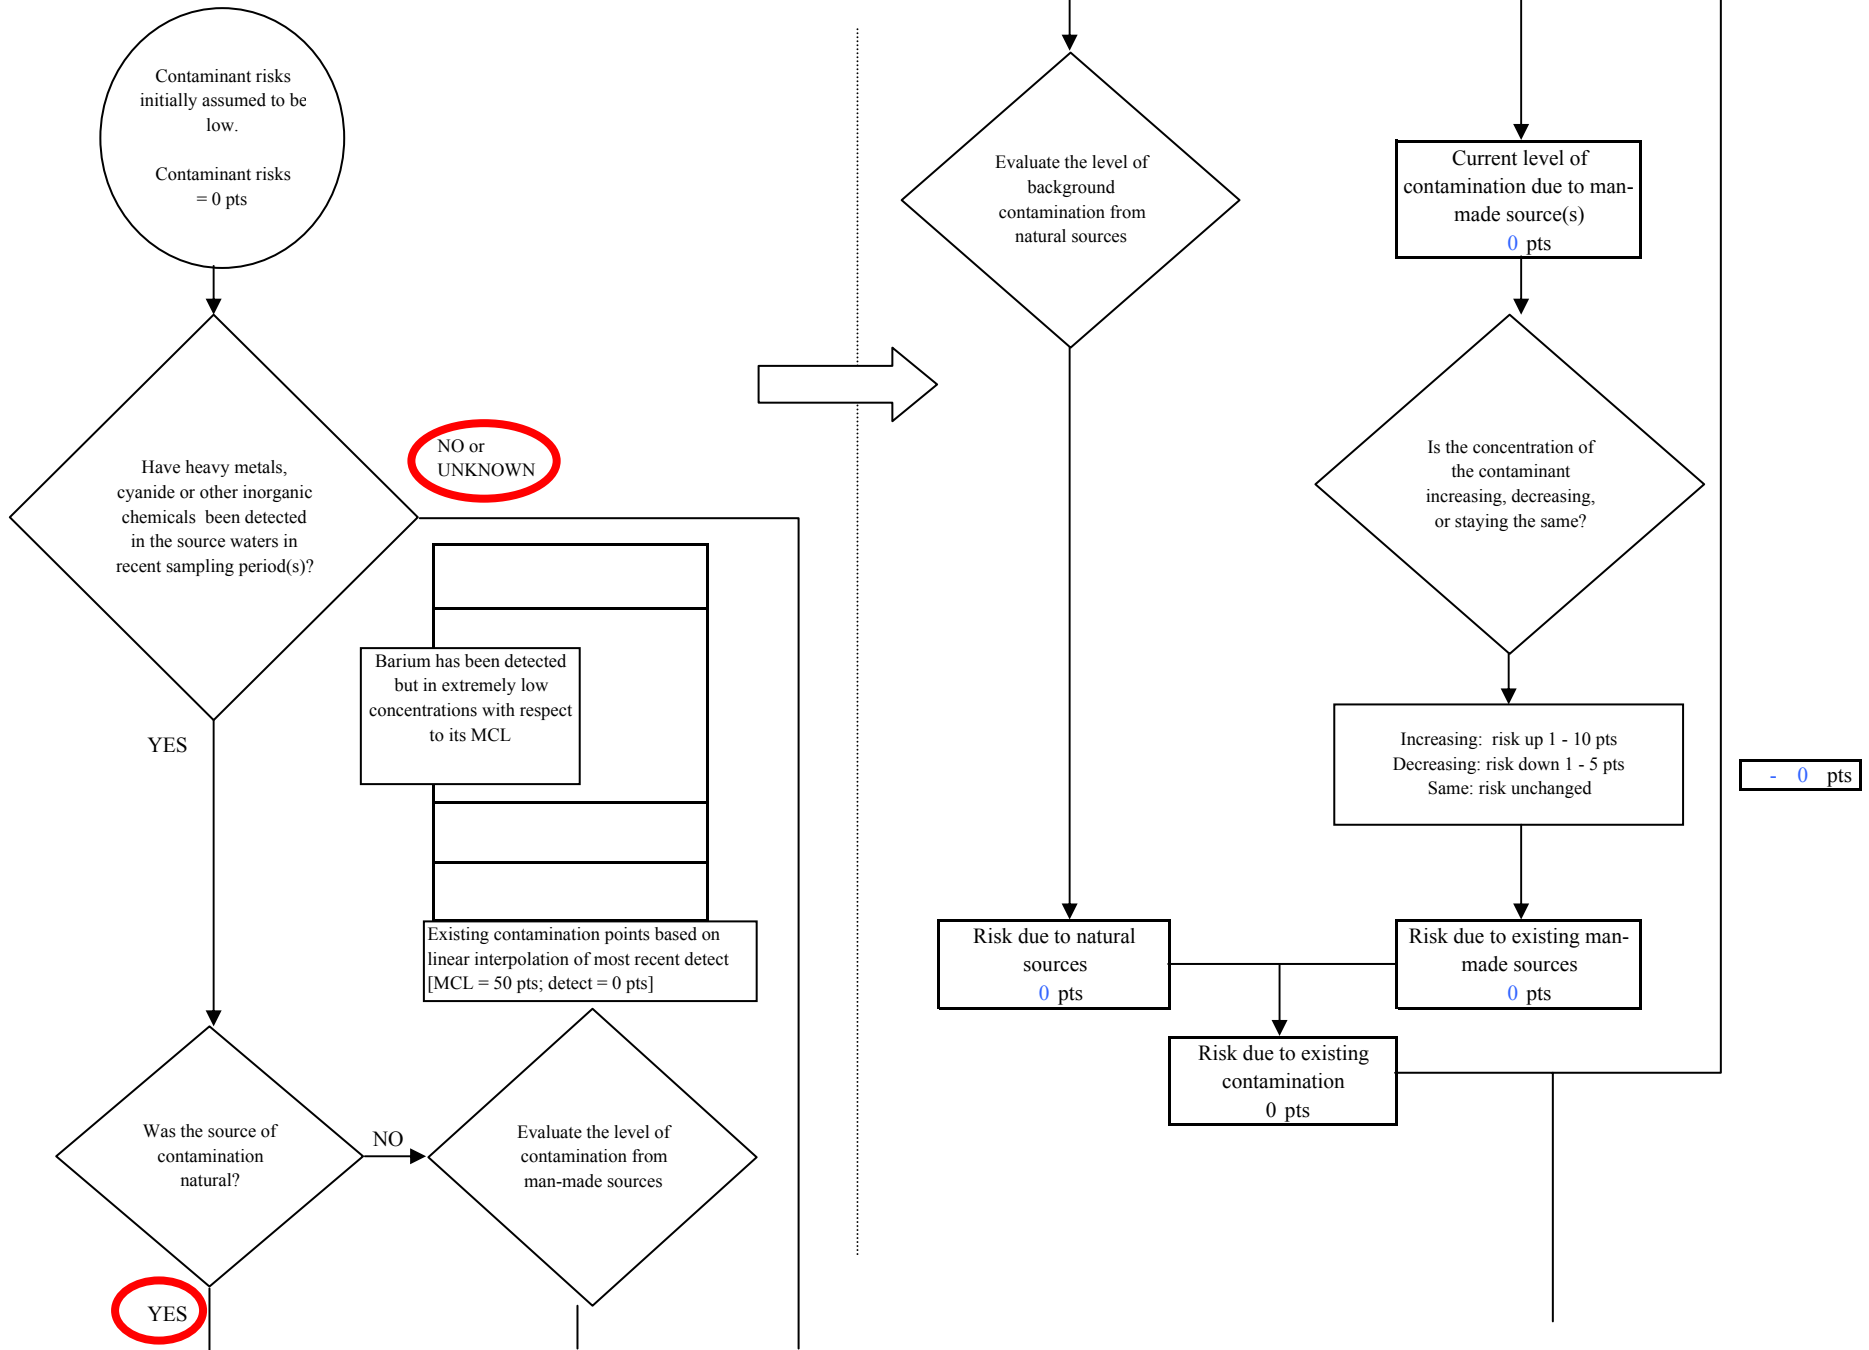 Contaminant risks
initially assumed to be
low.
Contaminant risks
= 0 pts
Have heavy metals,
cyanide or other inorganic
chemicals been detected
in the source waters in
recent sampling period(s)?
NO or
UNKNOWN
YES
Barium has been detected
but in extremely low
concentrations with respect
to its MCL
Existing contamination points based on
linear interpolation of most recent detect
[MCL = 50 pts; detect = 0 pts]
Was the source of
contamination
natural?
NO
Evaluate the level of
contamination from
man-made sources
YES
Evaluate the level of
background
contamination from
natural sources
Current level of
contamination due to man-
made source(s)
0 pts
Is the concentration of
the contaminant
increasing, decreasing,
or staying the same?
Increasing: risk up 1 - 10 pts
Decreasing: risk down 1 - 5 pts
Same: risk unchanged
- 0 pts
Risk due to natural
sources
0 pts
Risk due to existing man-
made sources
0 pts
Risk due to existing
contamination
0 pts